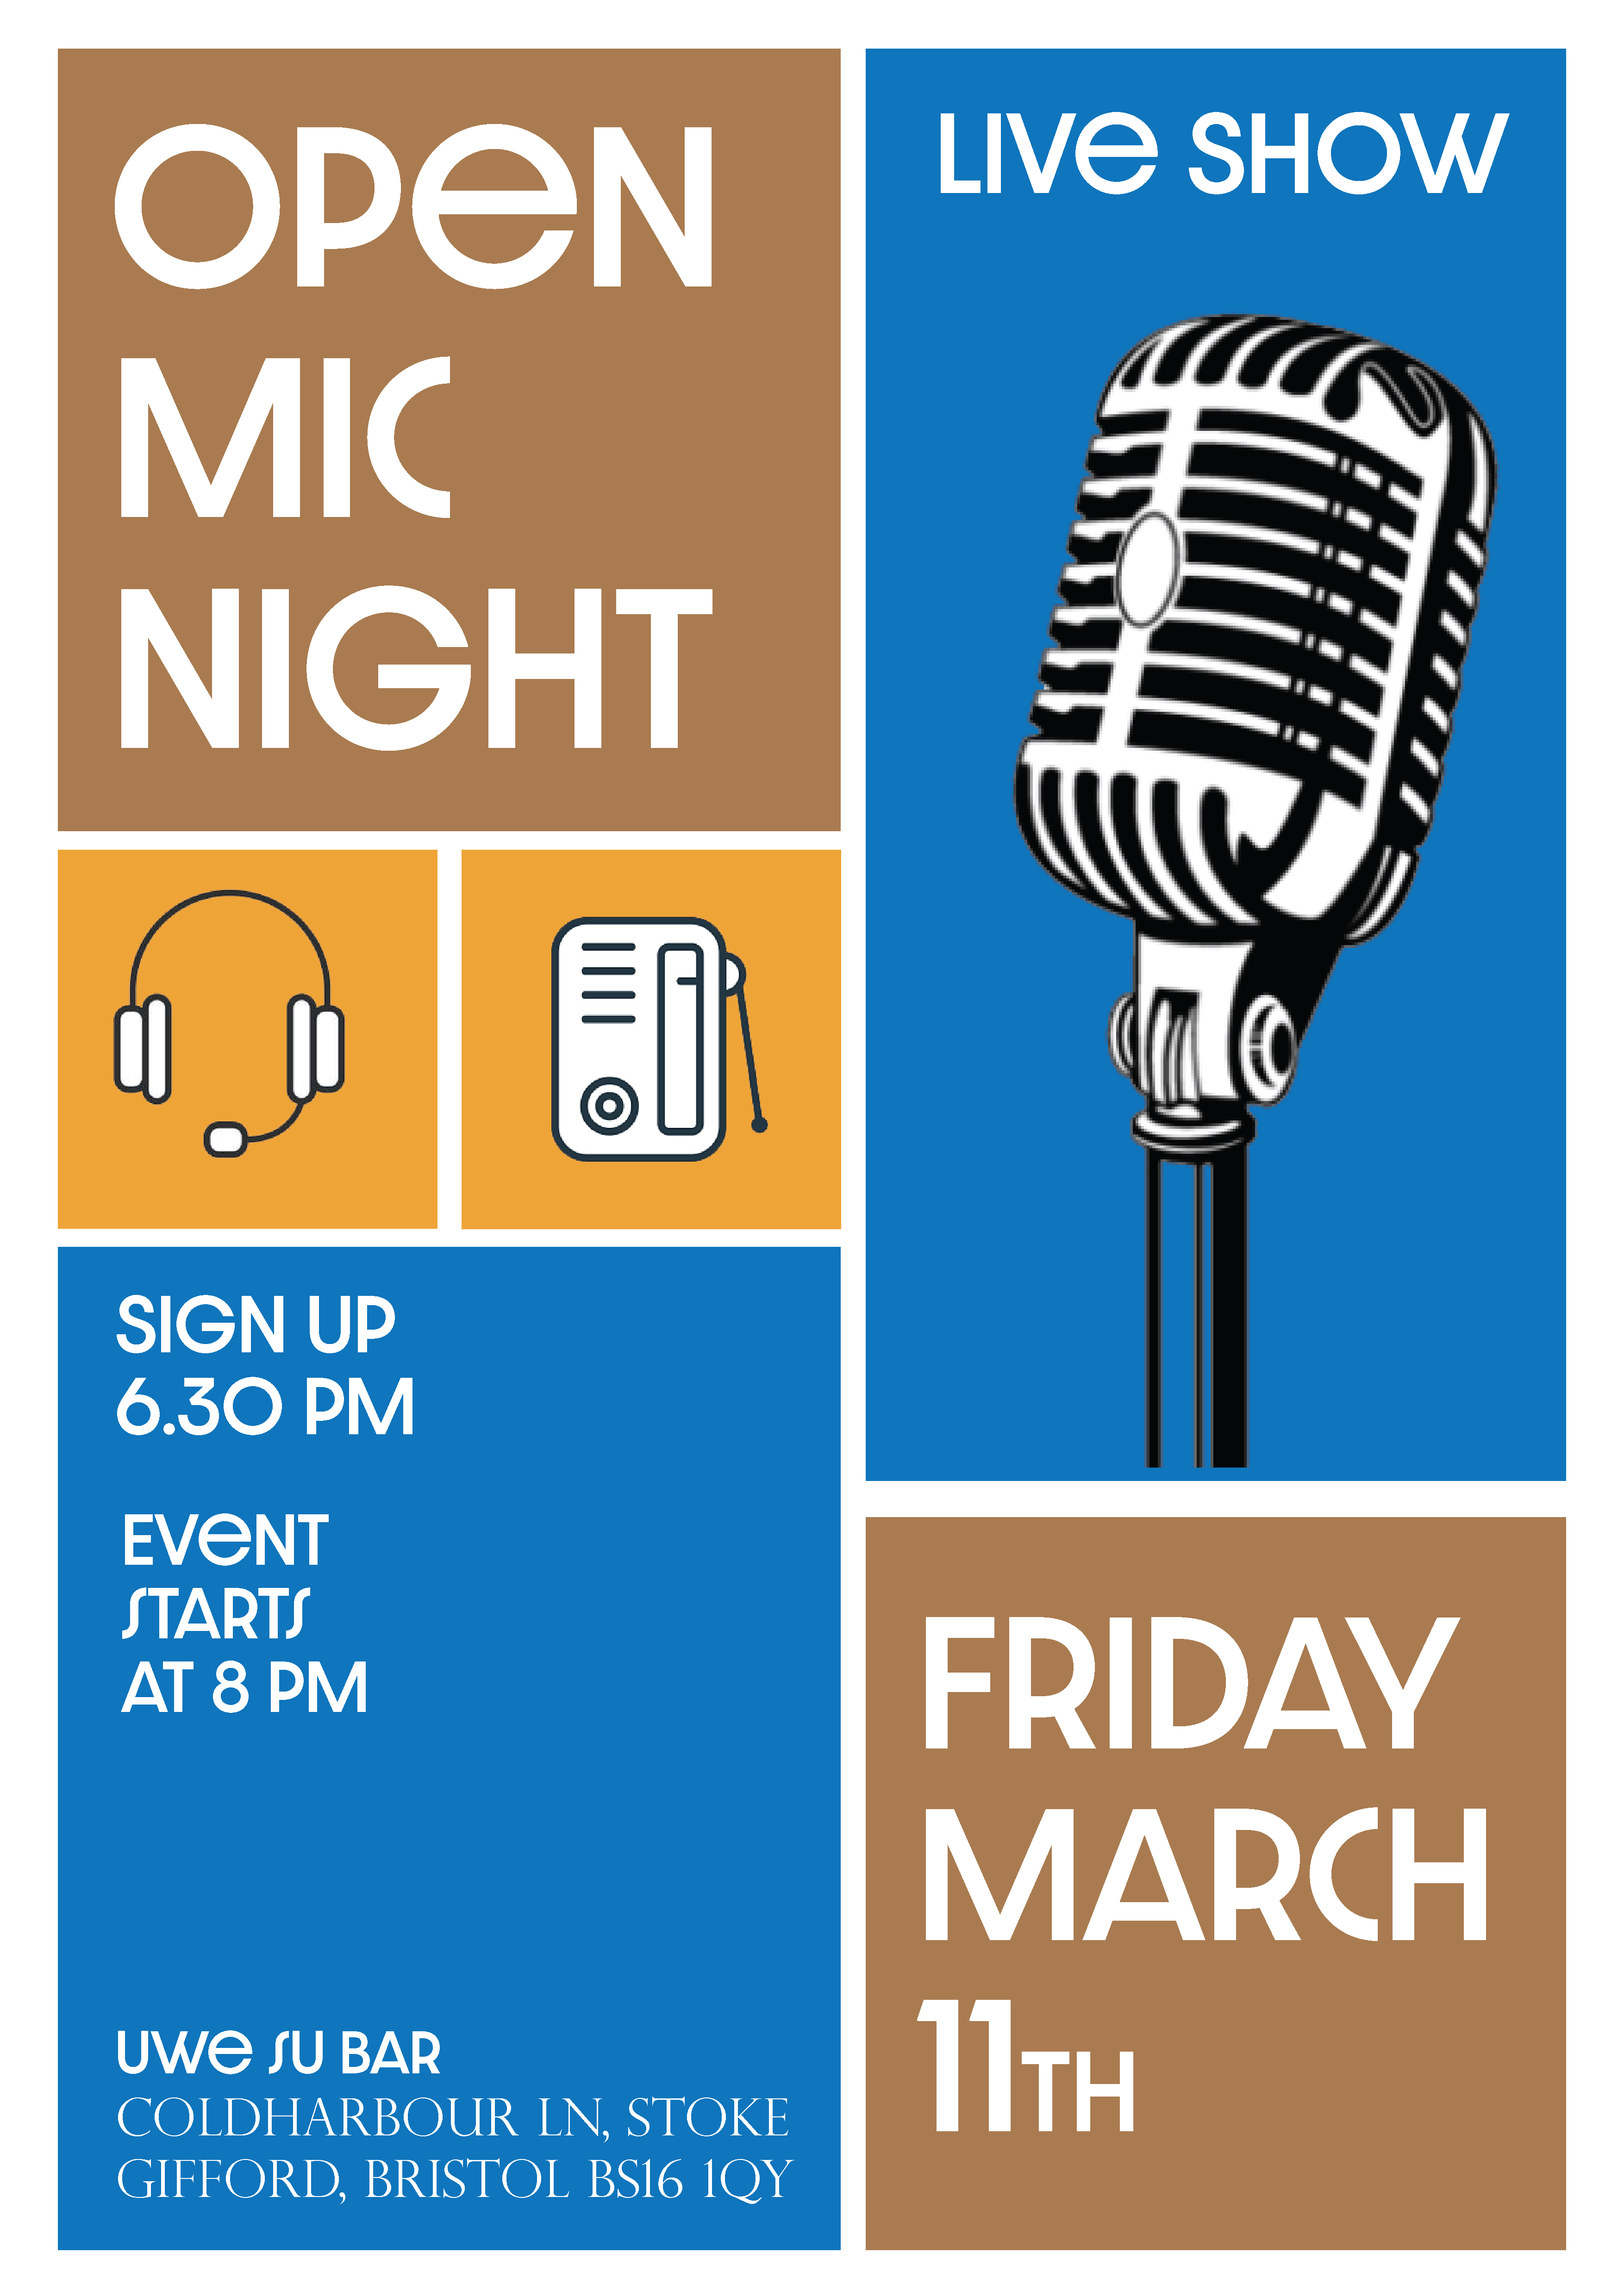 OPEN
MIC
NIGHT
LIVE SHOW
SIGN UP
6.30 PM
EVENT
STARTS
AT 8 PM
UWE SU BAR
COLDHARBOUR LN, STOKE
GIFFORD, BRISTOL BS16 1QY
FRIDAY
MARCH
11TH